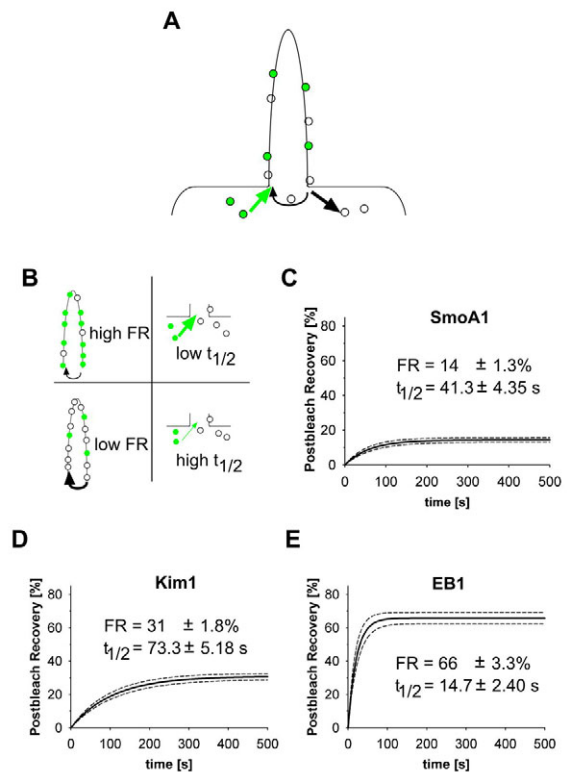 A
B
high FR
low t1/2
low FR
high t1/2
C
SmoA1
Postbleach Recovery [%]
80
60
40
20
0
FR = 14 ± 1.3%
t1/2 = 41.3 ± 4.35 s
0 100 200 300 400 500
time [s]
D
Kim1
Postbleach Recovery [%]
80
60
40
20
0
FR = 31 ± 1.8%
t1/2 = 73.3 ± 5.18 s
0 100 200 300 400 500
time [s]
E
EB1
Postbleach Recovery [%]
80
60
40
20
0
FR = 66 ± 3.3%
t1/2 = 14.7 ± 2.40 s
0 100 200 300 400 500
time [s]